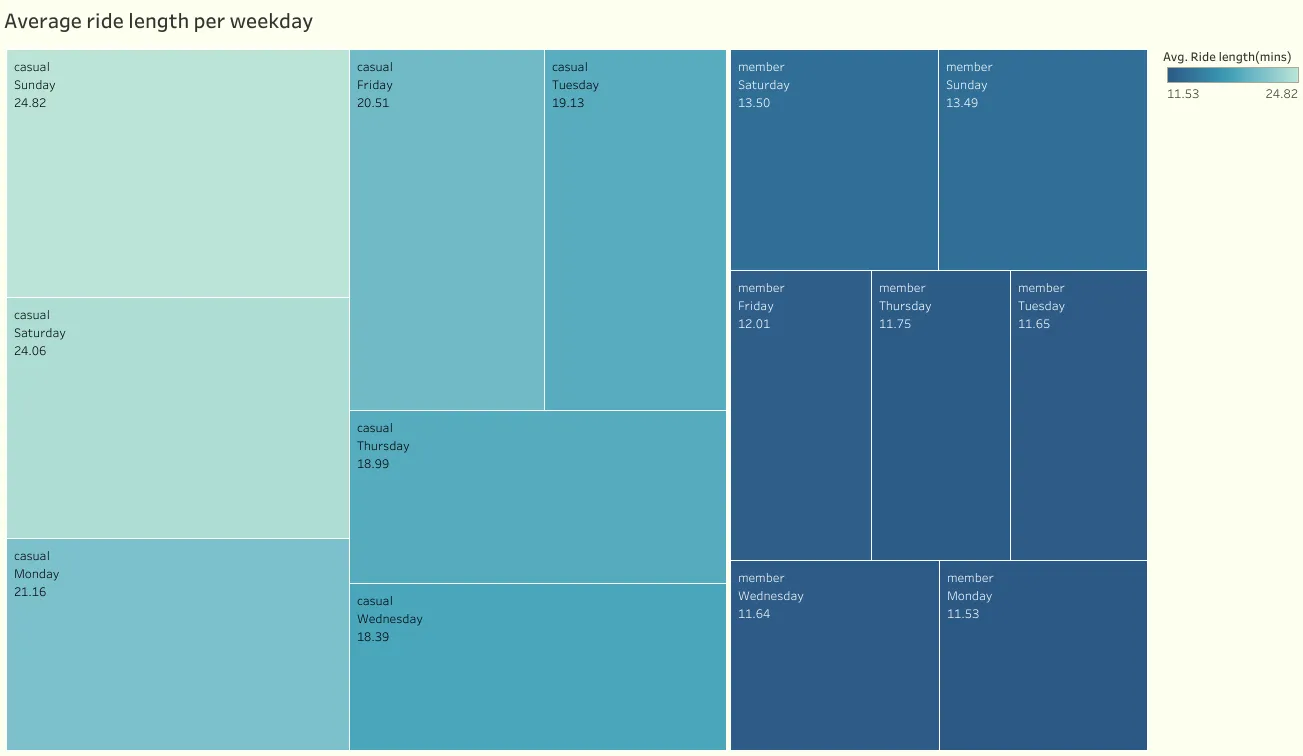 Average ride length per weekday
casual
Sunday
24.82
casual
Saturday
24.06
casual
Monday
21.16
casual
Friday
20.51
casual
Tuesday
19.13
casual
Thursday
18.99
casual
Wednesday
18.39
member
Saturday
13.50
member
Sunday
13.49
member
Friday
12.01
member
Thursday
11.75
member
Tuesday
11.65
member
Wednesday
11.64
member
Monday
11.53
Avg. Ride length(mins)
11.53 24.82